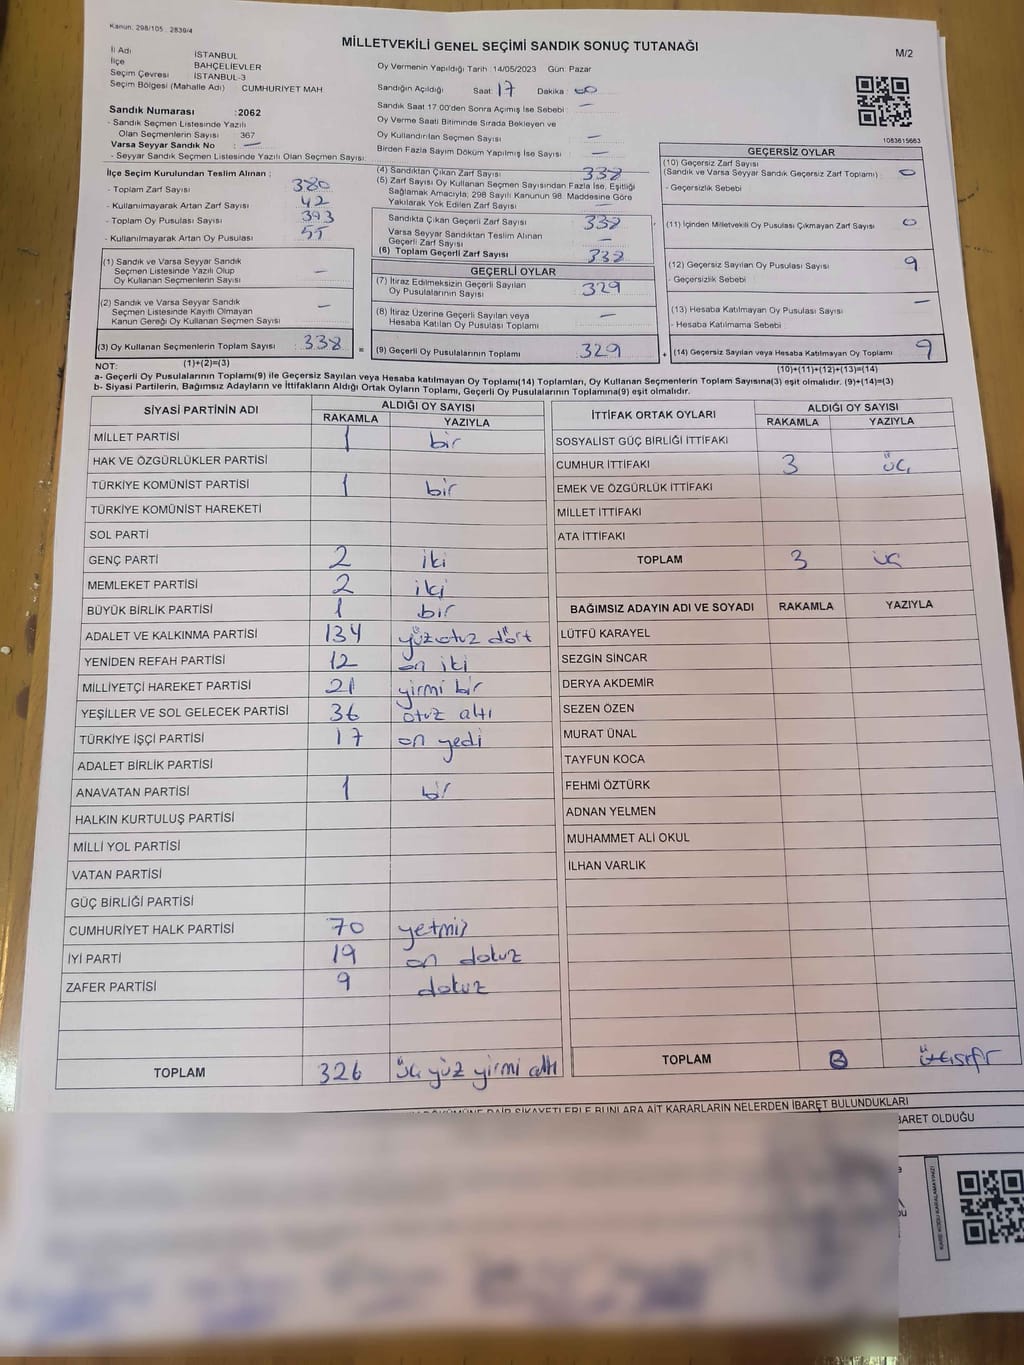 Kanun: 298/105 2839/4
MİLLETVEKİLİ GENEL SEÇİMİ SANDIK SONUÇ TUTANAĞI
M/2
İl Adı İSTANBUL
İlçe BAHÇELİEVLER
Seçim Çevresi İSTANBUL-3
Seçim Bölgesi (Mahalle Adı) CUMHURİYET MAH
Oy Vermenin Yapıldığı Tarih :14/05/2023 Gün: Pazar
Sandığın Açıldığı Saat: 17 Dakika : 00
Sandık Saat 17:00'den Sonra Açımış İse Sebebi : —
Oy Verme Saati Bitiminde Sırada Bekleyen ve
Oy Kullandırılan Seçmen Sayısı —
Birden Fazla Sayım Döküm Yapılmış İse Sayısı : —
1083615663
Sandık Numarası :2062
- Sandık Seçmen Listesinde Yazılı
Olan Seçmenlerin Sayısı 367
Varsa Seyyar Sandık No : —
- Seyyar Sandık Seçmen Listesinde Yazılı Olan Seçmen Sayısı:
İlçe Seçim Kurulundan Teslim Alınan ;
- Toplam Zarf Sayısı 380
- Kullanılmayarak Artan Zarf Sayısı : 42
- Toplam Oy Pusulası Sayısı : 393
- Kullanılmayarak Artan Oy Pusulası : 55
(1) Sandık ve Varsa Seyyar Sandık
Seçmen Listesinde Yazılı Olup
Oy Kullanan Seçmenlerin Sayısı —
(2) Sandık ve Varsa Seyyar Sandık
Seçmen Listesinde Kayıtlı Olmayan
Kanun Gereği Oy Kullanan Seçmen Sayısı —
(3) Oy Kullanan Seçmenlerin Toplam Sayısı : 338
(1)+(2)=(3)
(4) Sandıktan Çıkan Zarf Sayısı 338
(5) Zarf Sayısı Oy Kullanan Seçmen Sayısından Fazla İse, Eşitliği
Sağlamak Amacıyla, 298 Sayılı Kanunun 98. Maddesine Göre
Yakılarak Yok Edilen Zarf Sayısı —
Sandıkta Çıkan Geçerli Zarf Sayısı : 338
Varsa Seyyar Sandıktan Teslim Alınan
Geçerli Zarf Sayısı —
(6) Toplam Geçerli Zarf Sayısı 338
GEÇERLİ OYLAR
(7) İtiraz Edilmeksizin Geçerli Sayılan
Oy Pusulalarının Sayısı : 329
(8) İtiraz Üzerine Geçerli Sayılan veya
Hesaba Katılan Oy Pusulası Toplamı —
= (9) Geçerli Oy Pusulalarının Toplamı 329
GEÇERSİZ OYLAR
(10) Geçersiz Zarf Sayısı
(Sandık ve Varsa Seyyar Sandık Geçersiz Zarf Toplamı) : 0
- Geçersizlik Sebebi
(11) İçinden Milletvekili Oy Pusulası Çıkmayan Zarf Sayısı 0
(12) Geçersiz Sayılan Oy Pusulası Sayısı 9
- Geçersizlik Sebebi
(13) Hesaba Katılmayan Oy Pusulası Sayısı —
- Hesaba Katılmama Sebebi
+ (14) Geçersiz Sayılan veya Hesaba Katılmayan Oy Toplamı 9
(10)+(11)+(12)+(13)=(14)
NOT:
a- Geçerli Oy Pusulalarının Toplamı(9) ile Geçersiz Sayılan veya Hesaba katılmayan Oy Toplamı(14) Toplamları, Oy Kullanan Seçmenlerin Toplam Sayısına(3) eşit olmalıdır. (9)+(14)=(3)
b- Siyasi Partilerin, Bağımsız Adayların ve İttifakların Aldığı Ortak Oyların Toplamı, Geçerli Oy Pusulalarının Toplamına(9) eşit olmalıdır.
SİYASİ PARTİNİN ADI ALDIĞI OY SAYISI
RAKAMLA YAZIYLA
MİLLET PARTİSİ 1 bir
HAK VE ÖZGÜRLÜKLER PARTİSİ
TÜRKİYE KOMÜNİST PARTİSİ 1 bir
TÜRKİYE KOMÜNİST HAREKETİ
SOL PARTİ
GENÇ PARTİ 2 iki
MEMLEKET PARTİSİ 2 iki
BÜYÜK BİRLİK PARTİSİ 1 bir
ADALET VE KALKINMA PARTİSİ 134 yüzotuz dört
YENİDEN REFAH PARTİSİ 12 on iki
MİLLİYETÇİ HAREKET PARTİSİ 21 yirmi bir
YEŞİLLER VE SOL GELECEK PARTİSİ 36 otuz altı
TÜRKİYE İŞÇİ PARTİSİ 17 on yedi
ADALET BİRLİK PARTİSİ
ANAVATAN PARTİSİ 1 bir
HALKIN KURTULUŞ PARTİSİ
MİLLİ YOL PARTİSİ
VATAN PARTİSİ
GÜÇ BİRLİĞİ PARTİSİ
CUMHURİYET HALK PARTİSİ 70 yetmiş
İYİ PARTİ 19 on dokuz
ZAFER PARTİSİ 9 dokuz
TOPLAM 326 üç yüz yirmi altı
İTTİFAK ORTAK OYLARI ALDIĞI OY SAYISI
RAKAMLA YAZIYLA
SOSYALİST GÜÇ BİRLİĞİ İTTİFAKI
CUMHUR İTTİFAKI 3 üç
EMEK VE ÖZGÜRLÜK İTTİFAKI
MİLLET İTTİFAKI
ATA İTTİFAKI
TOPLAM 3 üç
BAĞIMSIZ ADAYIN ADI VE SOYADI RAKAMLA YAZIYLA
LÜTFÜ KARAYEL
SEZGİN SİNCAR
DERYA AKDEMİR
SEZEN ÖZEN
MURAT ÜNAL
TAYFUN KOCA
FEHMİ ÖZTÜRK
ADNAN YELMEN
MUHAMMET ALİ OKUL
İLHAN VARLIK
TOPLAM
DÖKÜMÜNE DAİR ŞİKAYETLERLE BUNLARA AİT KARARLARIN NELERDEN İBARET BULUNDUKLARI
BARET OLDUĞU
KARE KODU KARALAMAYINIZ!